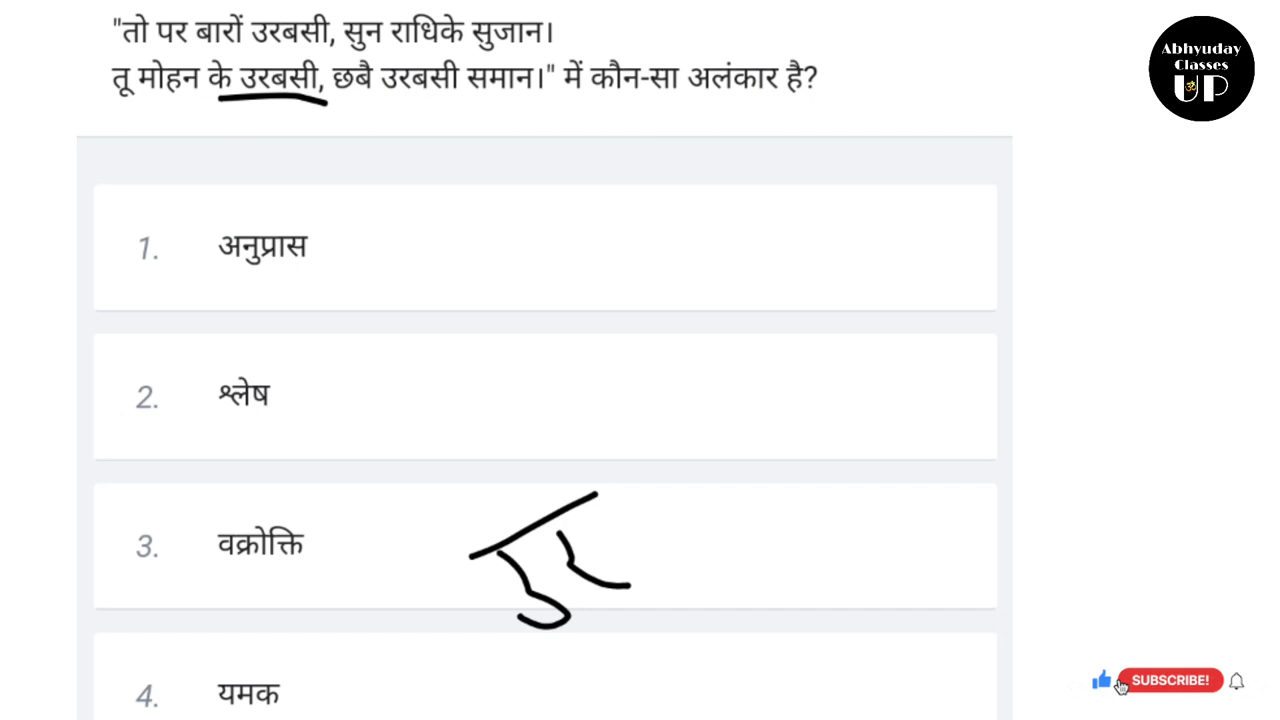 "तो पर बारों उरबसी, सुन राधिके सुजान।
तू मोहन के उरबसी, छबै उरबसी समान।" में कौन-सा अलंकार है?
Abhyuday
Classes
UP
1. अनुप्रास
2. श्लेष
3. वक्रोक्ति
उर
4. यमक
SUBSCRIBE!